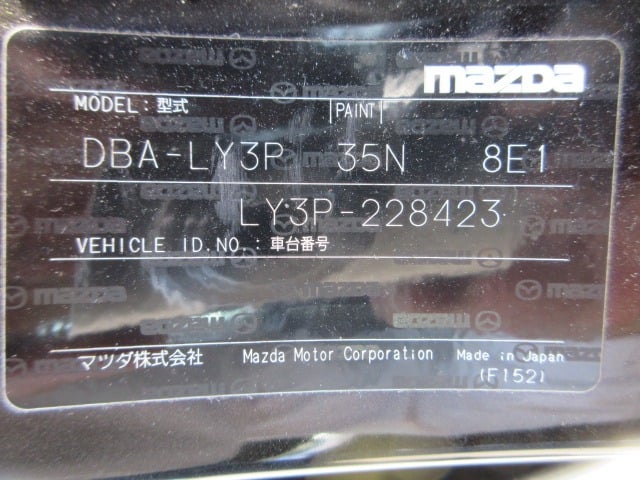 mazda
MODEL: 型式 |PAINT|
DBA-LY3P 35N 8E1
LY3P-228423
VEHICLE ID.NO.: 車台番号
マツダ株式会社 Mazda Motor Corporation Made in Japan
(F152)